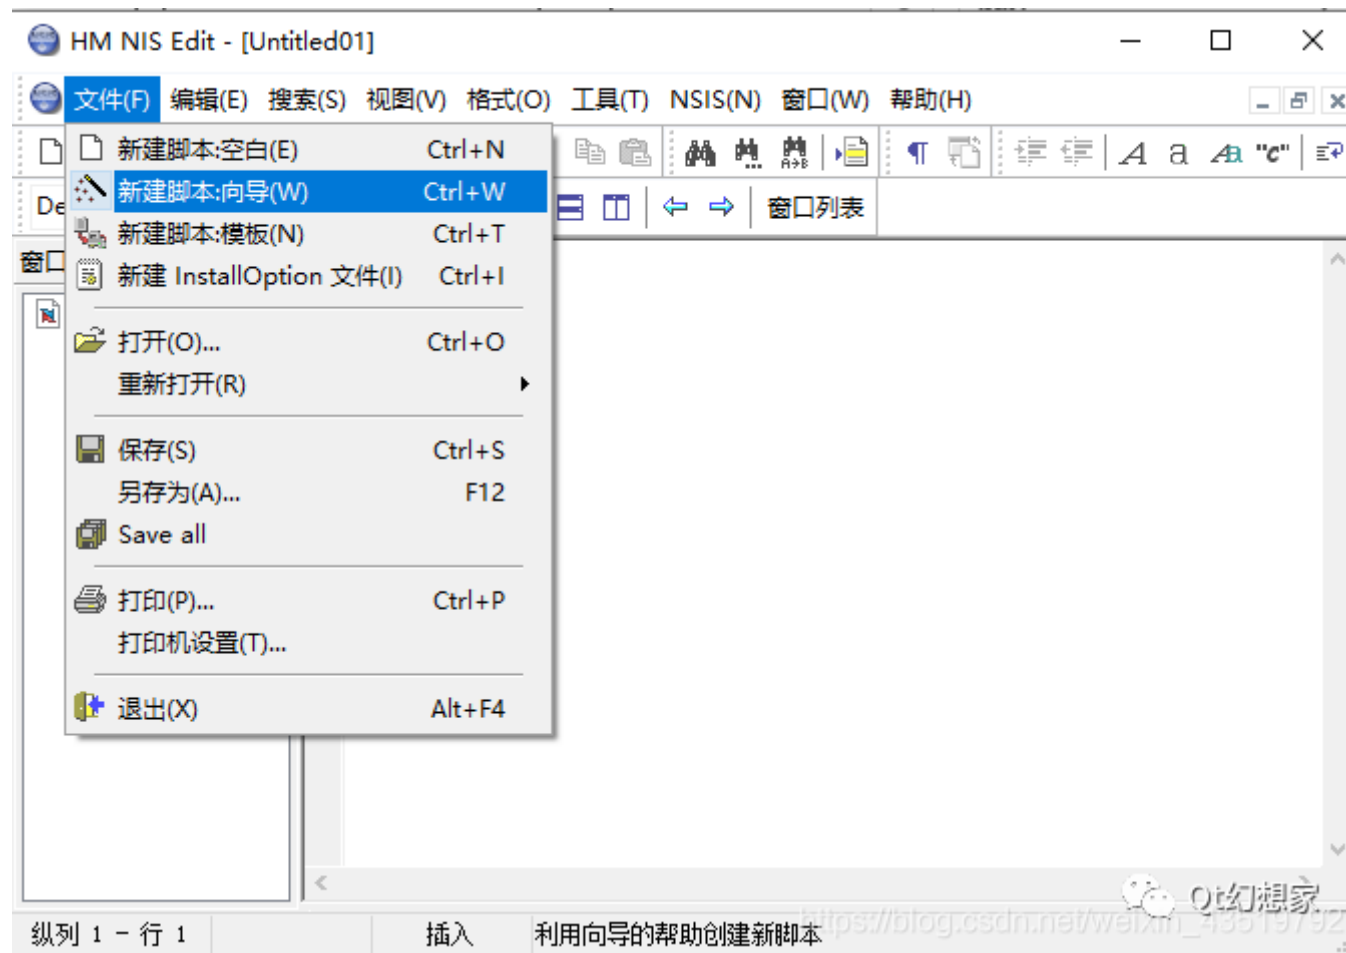 HM NIS Edit - [Untitled01]
文件(F) 编辑(E) 搜索(S) 视图(V) 格式(O) 工具(T) NSIS(N) 窗口(W) 帮助(H)
新建脚本:空白(E) Ctrl+N
新建脚本:向导(W) Ctrl+W
De 窗口列表
新建脚本:模板(N) Ctrl+T
窗口
新建 InstallOption 文件(I) Ctrl+I
打开(O)... Ctrl+O
重新打开(R)
保存(S) Ctrl+S
另存为(A)... F12
Save all
打印(P)... Ctrl+P
打印机设置(T)...
退出(X) Alt+F4
Qt幻想家
纵列 1 - 行 1 插入 利用向导的帮助创建新脚本
https://blog.csdn.net/weixin_43519792